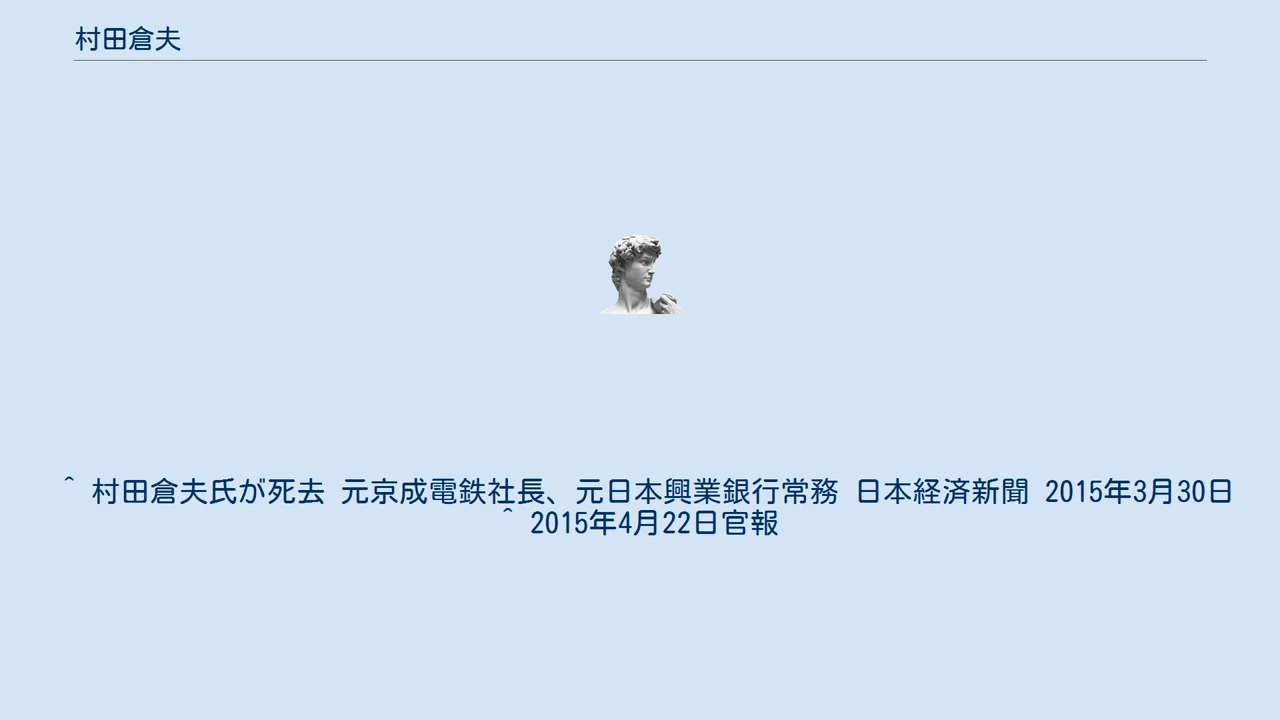 村田倉夫
^ 村田倉夫氏が死去 元京成電鉄社長、元日本興業銀行常務 日本経済新聞 2015年3月30日
^ 2015年4月22日官報